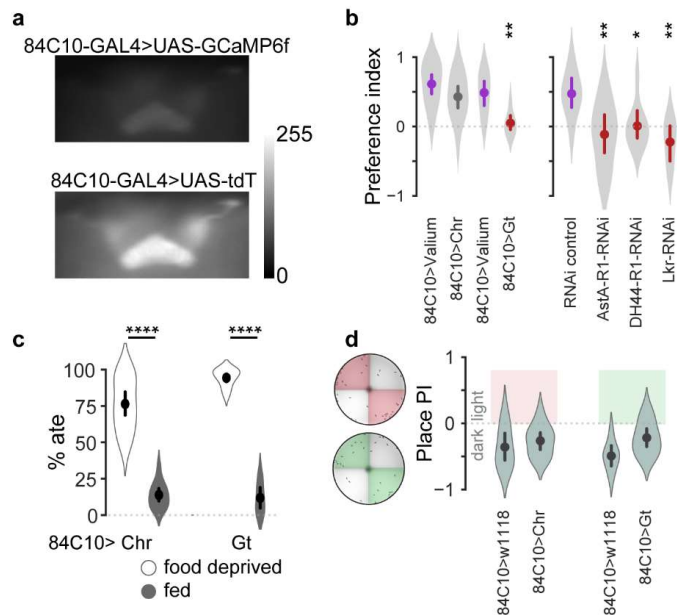 a
84C10-GAL4>UAS-GCaMP6f
84C10-GAL4>UAS-tdT
255
0
b
Preference index
1
0
−1
**
**
*
**
84C10>Valium
84C10>Chr
84C10>Valium
84C10>Gt
RNAi control
AstA-R1-RNAi
DH44-R1-RNAi
Lkr-RNAi
c
% ate
100
75
50
25
0
****
****
84C10> Chr
Gt
food deprived
fed
d
Place PI
1
0
−1
dark
light
84C10>w1118
84C10>Chr
84C10>w1118
84C10>Gt